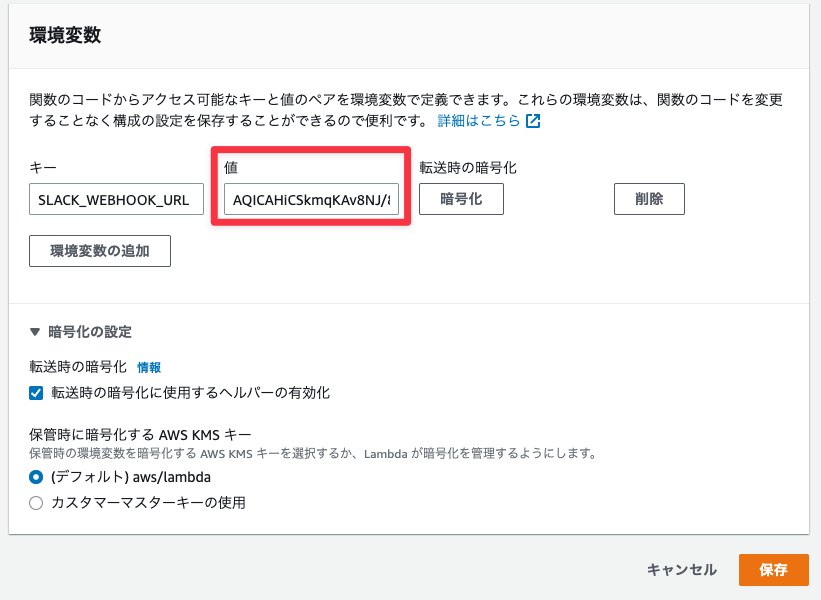 環境変数
関数のコードからアクセス可能なキーと値のペアを環境変数で定義できます。これらの環境変数は、関数のコードを変更
することなく構成の設定を保存することができるので便利です。 詳細はこちら
キー 値 転送時の暗号化
SLACK_WEBHOOK_URL AQICAHiCSkmqKAv8NJ/ 暗号化 削除
環境変数の追加
▼ 暗号化の設定
転送時の暗号化 情報
転送時の暗号化に使用するヘルパーの有効化
保管時に暗号化する AWS KMS キー
保管時の環境変数を暗号化する AWS KMS キーを選択するか、Lambda が暗号化を管理するようにします。
(デフォルト) aws/lambda
カスタマーマスターキーの使用
キャンセル 保存